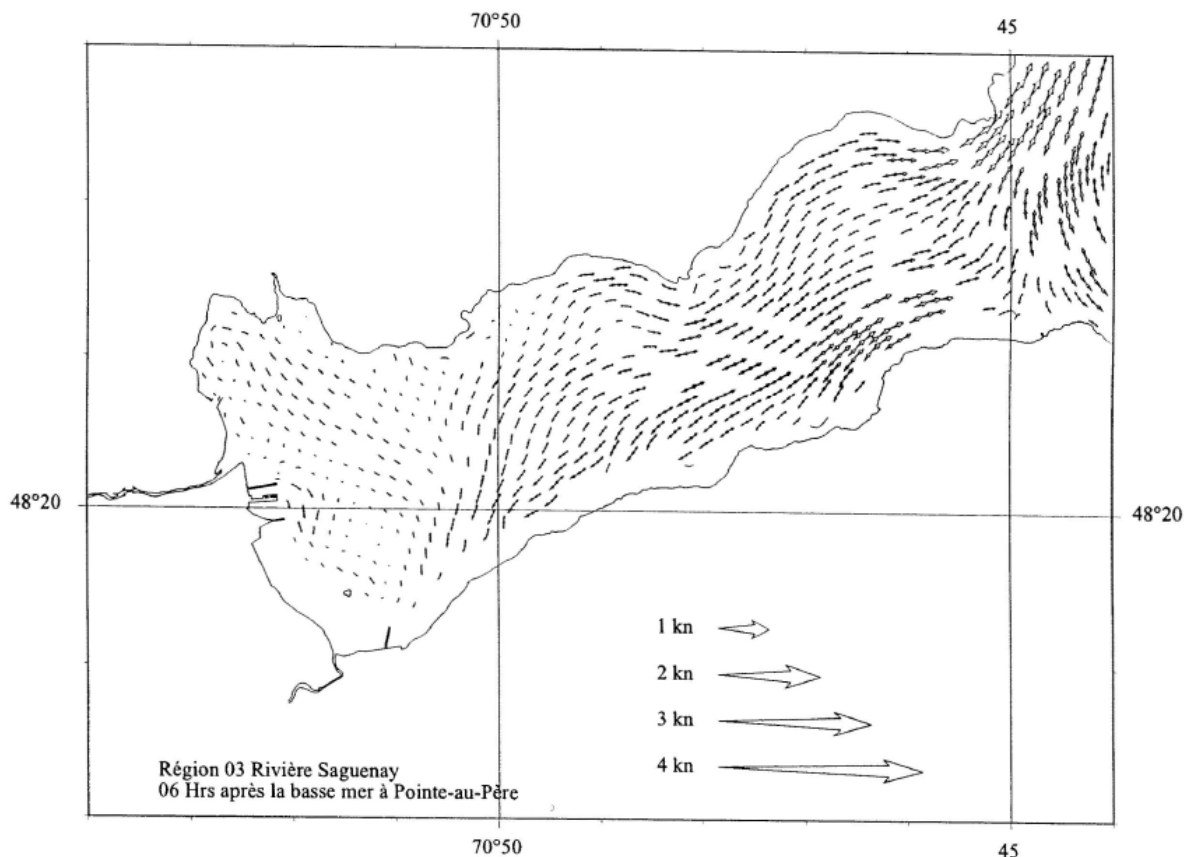 70°50
45
48°20
48°20
1 kn
2 kn
3 kn
4 kn
Région 03 Rivière Saguenay
06 Hrs après la basse mer à Pointe-au-Père
70°50
45